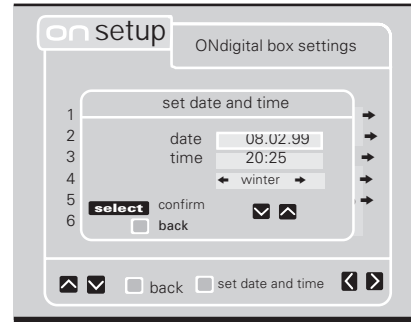 on setup
ONdigital box settings
set date and time
1
2
3
4
5
6
date 08.02.99
time 20:25
winter
select confirm
back
back set date and time